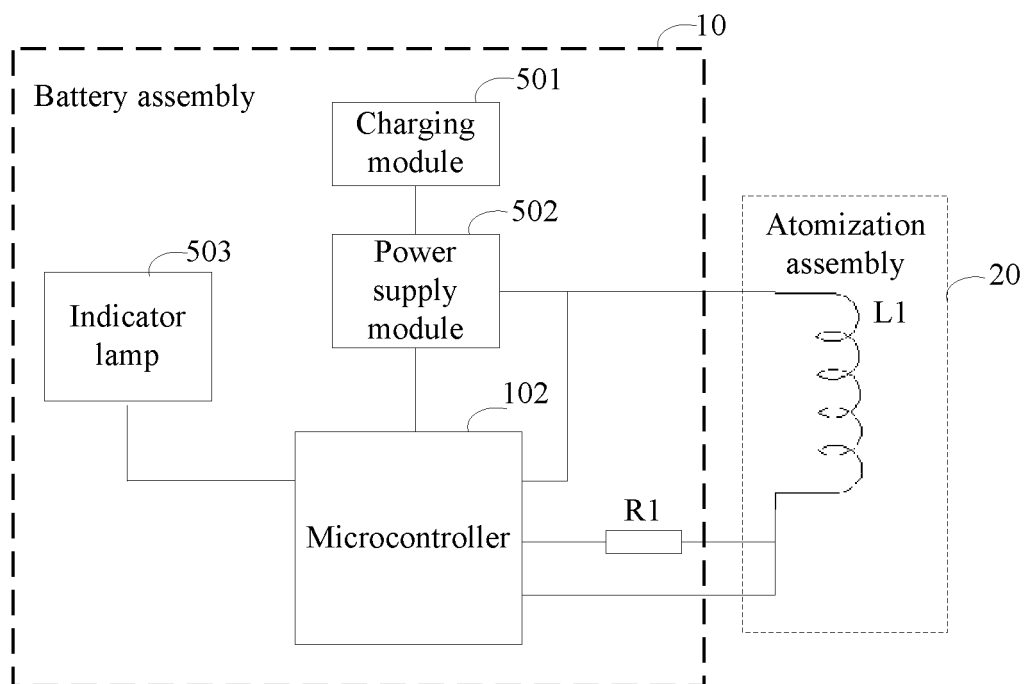 10
Battery assembly
501
Charging
module
502
Power
supply
module
503
Indicator
lamp
Atomization
assembly
20
L1
102
Microcontroller
R1